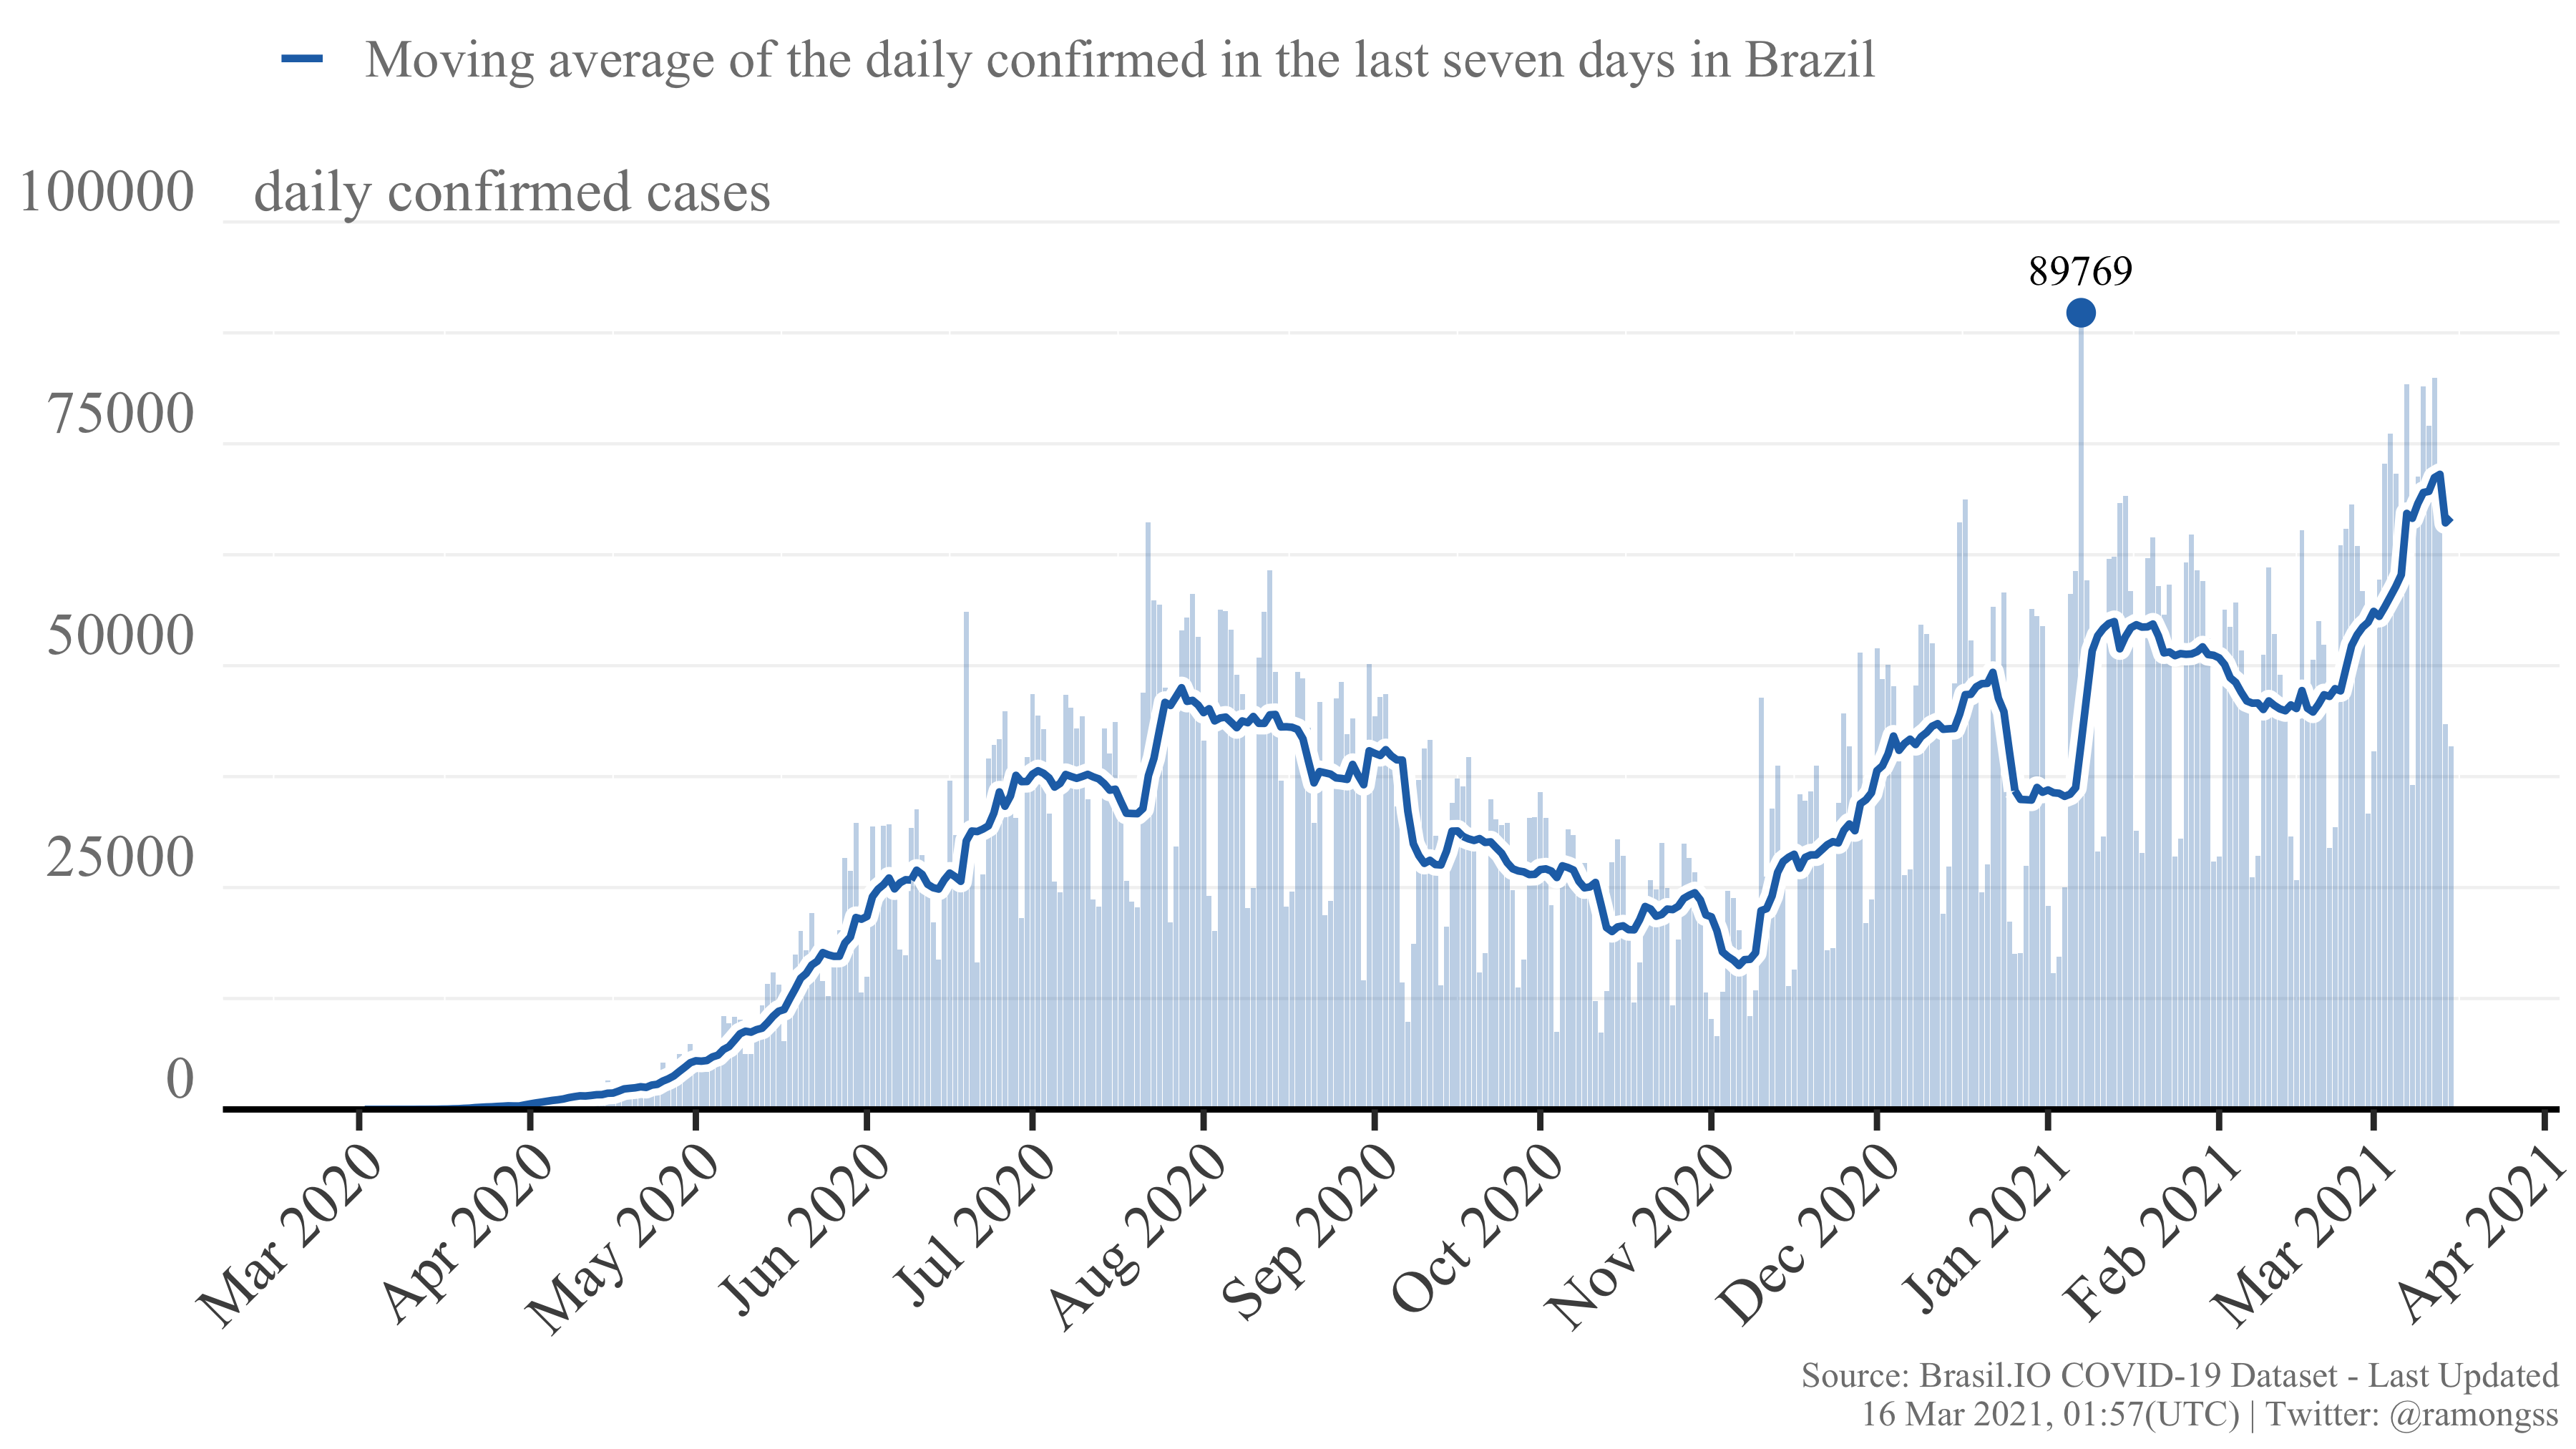 Moving average of the daily confirmed in the last seven days in Brazil
100000
daily confirmed cases
89769
75000
50000
25000
0
Mar 2020
Apr 2020
May 2020
Jun 2020
Jul 2020
Aug 2020
Sep 2020
Oct 2020
Nov 2020
Dec 2020
Jan 2021
Feb 2021
Mar 2021
Apr 2021
Source: Brasil.IO COVID-19 Dataset - Last Updated
16 Mar 2021, 01:57(UTC) | Twitter: @ramongss